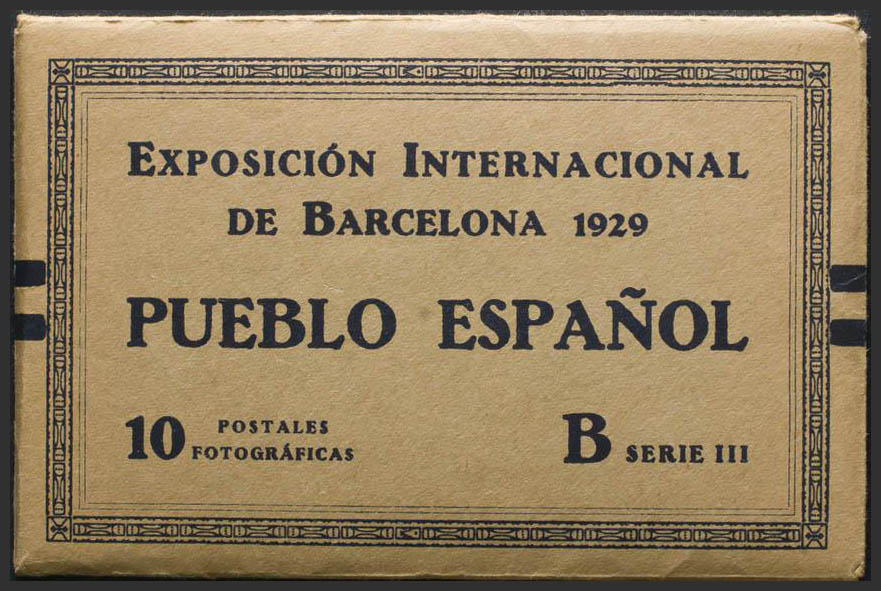 EXPOSICIÓN INTERNACIONAL
DE BARCELONA 1929
PUEBLO ESPAÑOL
10 POSTALES
FOTOGRÁFICAS
B SERIE III